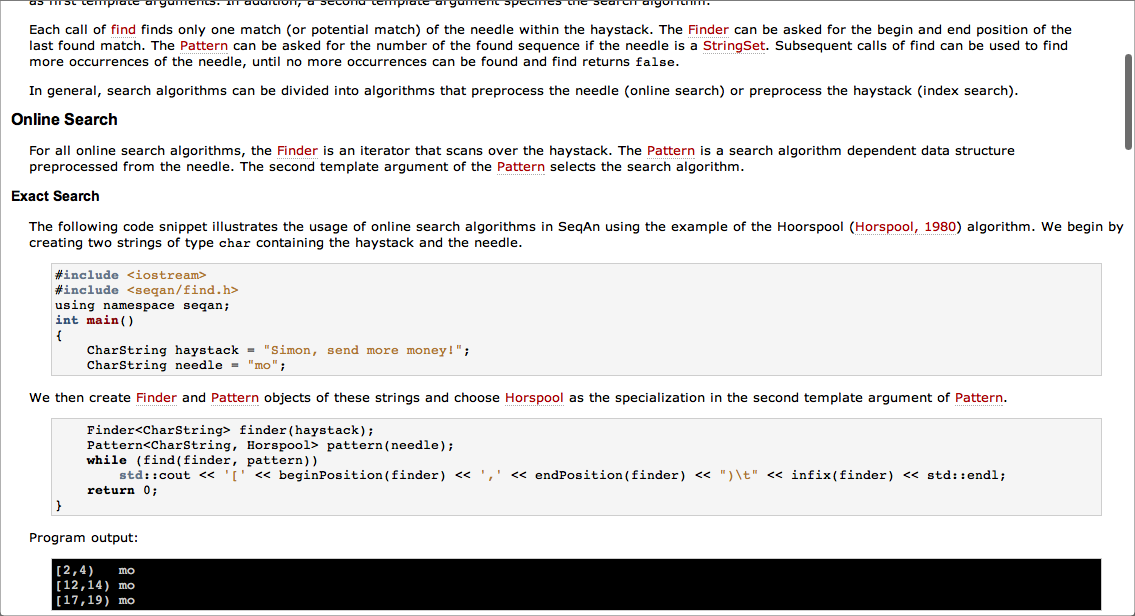 as first template arguments. In addition, a second template argument specifies the search algorithm.
Each call of find finds only one match (or potential match) of the needle within the haystack. The Finder can be asked for the begin and end position of the
last found match. The Pattern can be asked for the number of the found sequence if the needle is a StringSet. Subsequent calls of find can be used to find
more occurrences of the needle, until no more occurrences can be found and find returns false.
In general, search algorithms can be divided into algorithms that preprocess the needle (online search) or preprocess the haystack (index search).
Online Search
For all online search algorithms, the Finder is an iterator that scans over the haystack. The Pattern is a search algorithm dependent data structure
preprocessed from the needle. The second template argument of the Pattern selects the search algorithm.
Exact Search
The following code snippet illustrates the usage of online search algorithms in SeqAn using the example of the Hoorspool (Horspool, 1980) algorithm. We begin by
creating two strings of type char containing the haystack and the needle.
#include <iostream>
#include <seqan/find.h>
using namespace seqan;
int main()
{
    CharString haystack = "Simon, send more money!";
    CharString needle = "mo";
We then create Finder and Pattern objects of these strings and choose Horspool as the specialization in the second template argument of Pattern.
    Finder<CharString> finder(haystack);
    Pattern<CharString, Horspool> pattern(needle);
    while (find(finder, pattern))
        std::cout << '[' << beginPosition(finder) << ',' << endPosition(finder) << ")\t" << infix(finder) << std::endl;
    return 0;
}
Program output:
[2,4)   mo
[12,14) mo
[17,19) mo